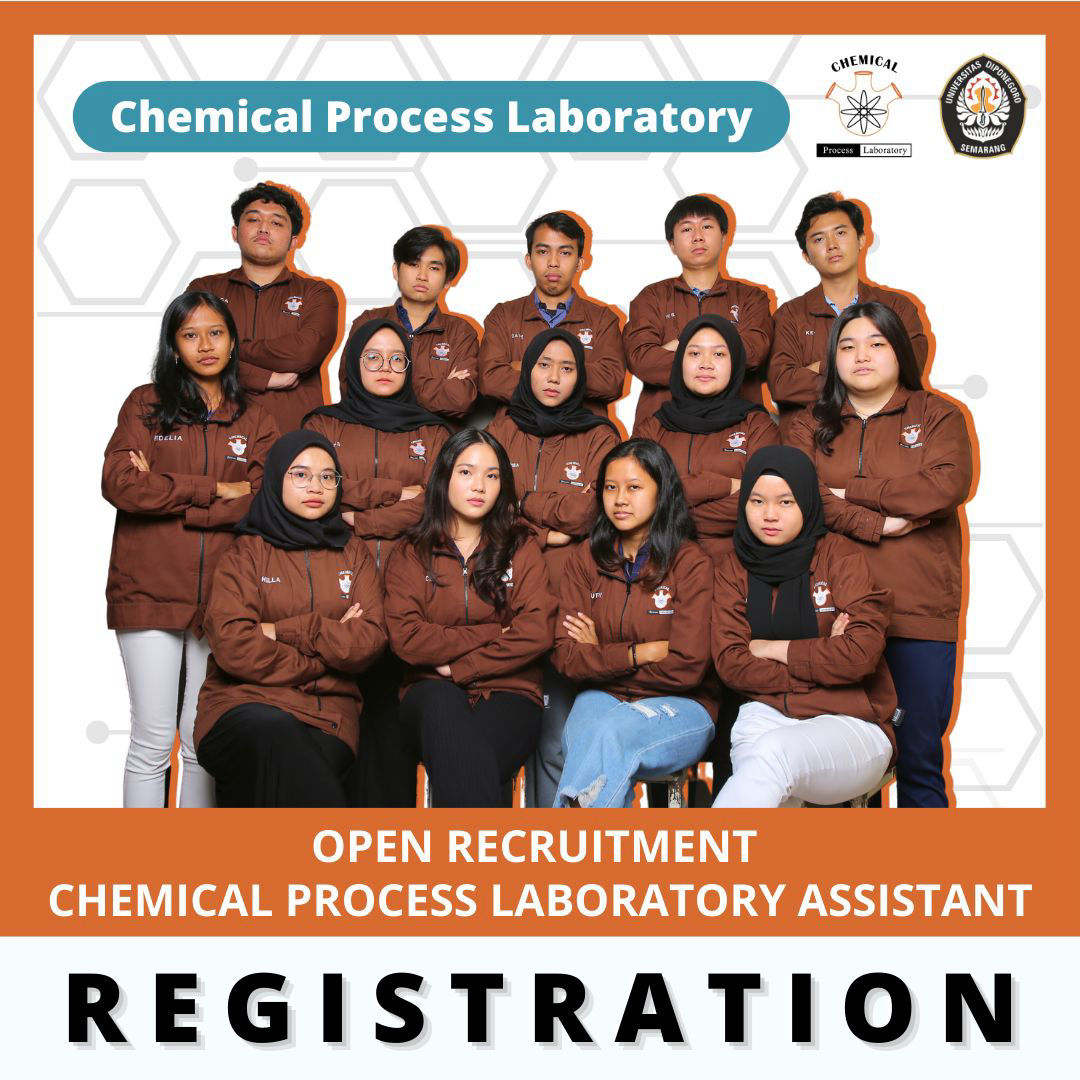 Chemical Process Laboratory
CHEMICAL
Process Laboratory
UNIVERSITAS DIPONEGORO
SEMARANG
OPEN RECRUITMENT
CHEMICAL PROCESS LABORATORY ASSISTANT
REGISTRATION